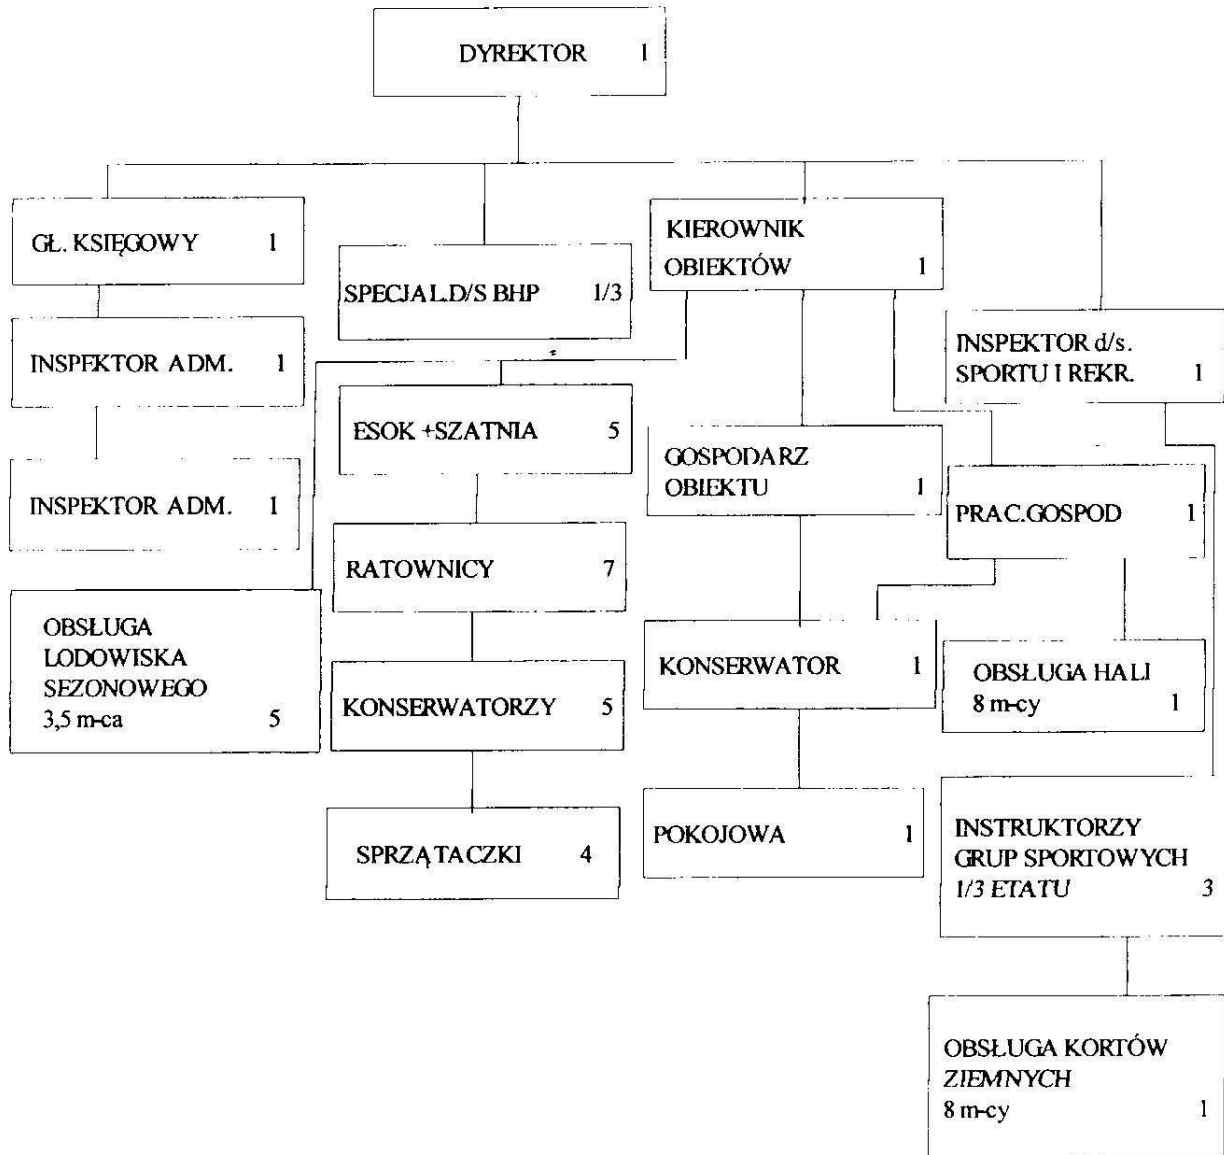 DYREKTOR 1
GŁ. KSIĘGOWY 1
KIEROWNIK
OBIEKTÓW 1
SPECJAL.D/S BHP 1/3
INSPEKTOR ADM. 1
INSPEKTOR d/s.
SPORTU I REKR. 1
ESOK +SZATNIA 5
GOSPODARZ
OBIEKTU 1
INSPEKTOR ADM. 1
PRAC.GOSPOD 1
RATOWNICY 7
OBSŁUGA
LODOWISKA
SEZONOWEGO
3,5 m-ca 5
KONSERWATOR 1
OBSŁUGA HALI
8 m-cy 1
KONSERWATORZY 5
SPRZĄTACZKI 4
POKOJOWA 1
INSTRUKTORZY
GRUP SPORTOWYCH
1/3 ETATU 3
OBSŁUGA KORTÓW
ZIEMNYCH
8 m-cy 1